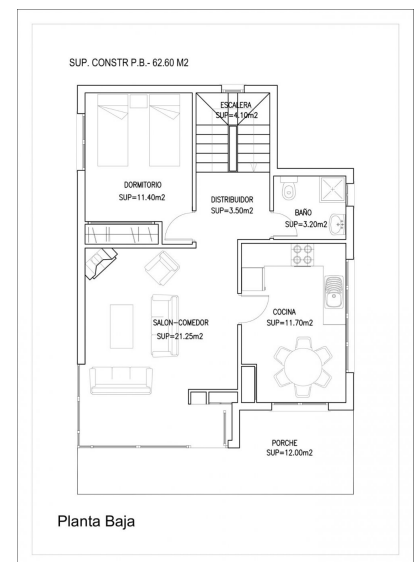 SUP. CONSTR P.B.- 62.60 M2
ESCALERA
SUP=4.10m2
DORMITORIO
SUP=11.40m2
DISTRIBUIDOR
SUP=3.50m2
BAÑO
SUP=3.20m2
SALON-COMEDOR
SUP=21.25m2
COCINA
SUP=11.70m2
PORCHE
SUP=12.00m2
Planta Baja